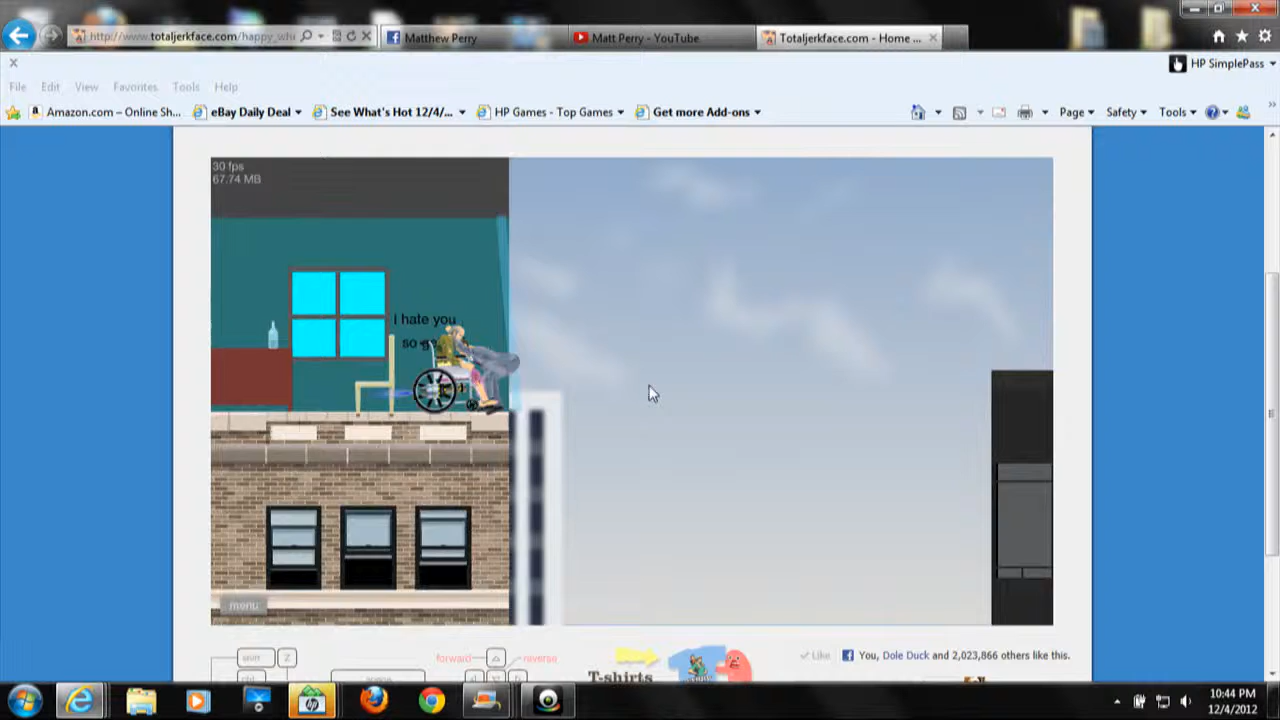 http://www.totaljerkface.com/happy_whe
Matthew Perry
Matt Perry - YouTube
Totaljerkface.com - Home ...
HP SimplePass
File Edit View Favorites Tools Help
Amazon.com – Online Sh...
eBay Daily Deal
See What's Hot 12/4/...
HP Games - Top Games
Get more Add-ons
Page
Safety
Tools
30 fps
67.74 MB
I hate you
menu
shift Z
forward
reverse
T-shirts
Like
You, Dole Duck and 2,023,866 others like this.
10:44 PM
12/4/2012